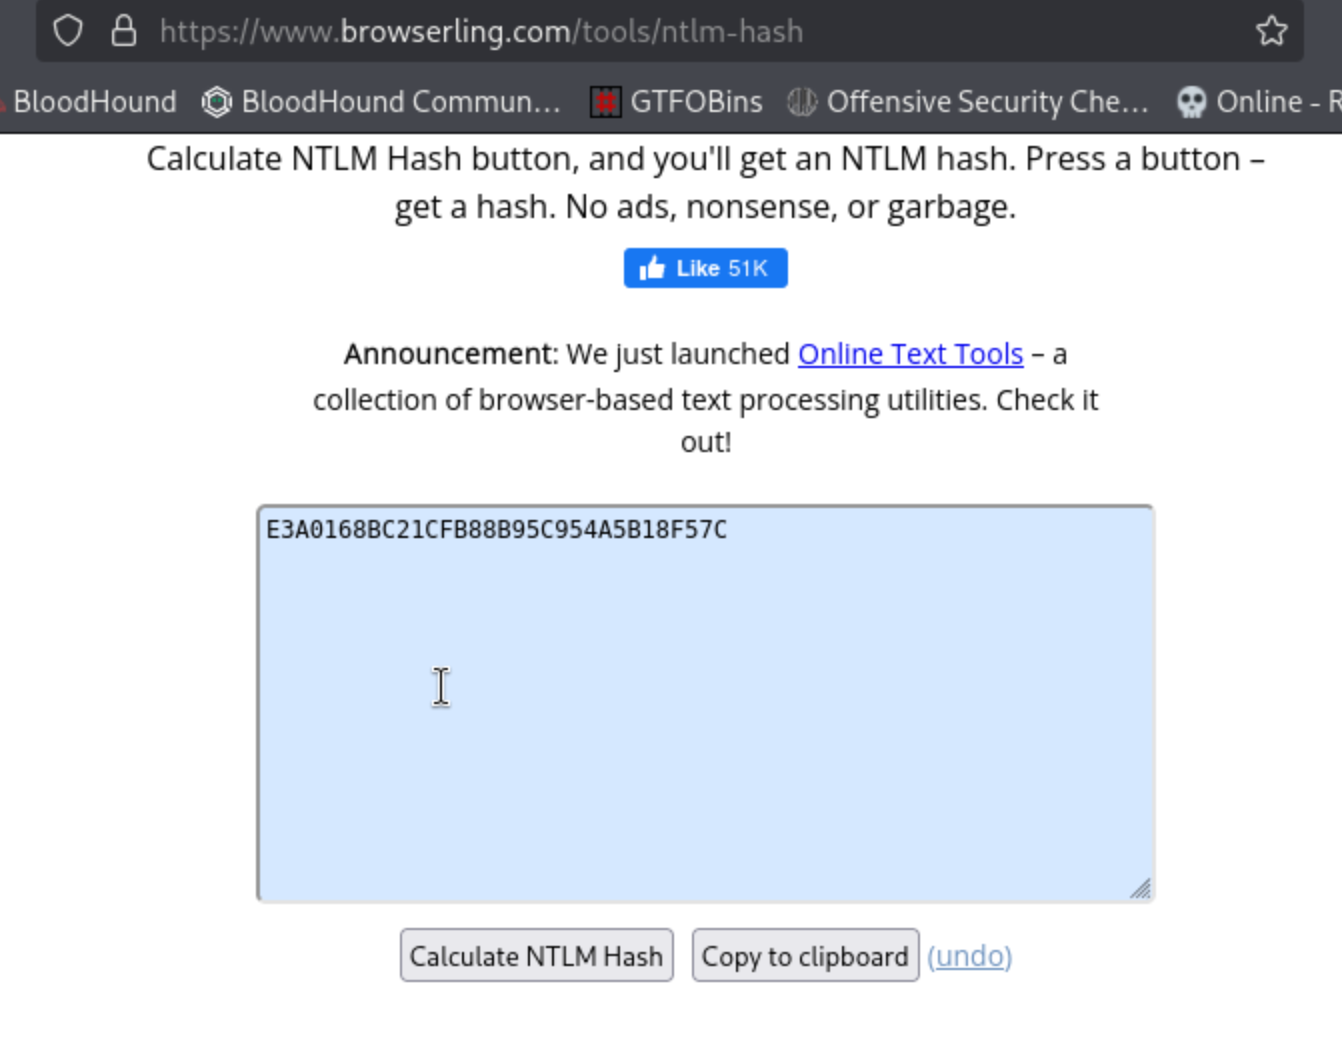 https://www.browserling.com/tools/ntlm-hash
BloodHound BloodHound Commun… GTFOBins Offensive Security Che… Online - R
Calculate NTLM Hash button, and you'll get an NTLM hash. Press a button –
get a hash. No ads, nonsense, or garbage.
Like 51K
Announcement: We just launched Online Text Tools – a
collection of browser-based text processing utilities. Check it
out!
E3A0168BC21CFB88B95C954A5B18F57C
Calculate NTLM Hash Copy to clipboard (undo)